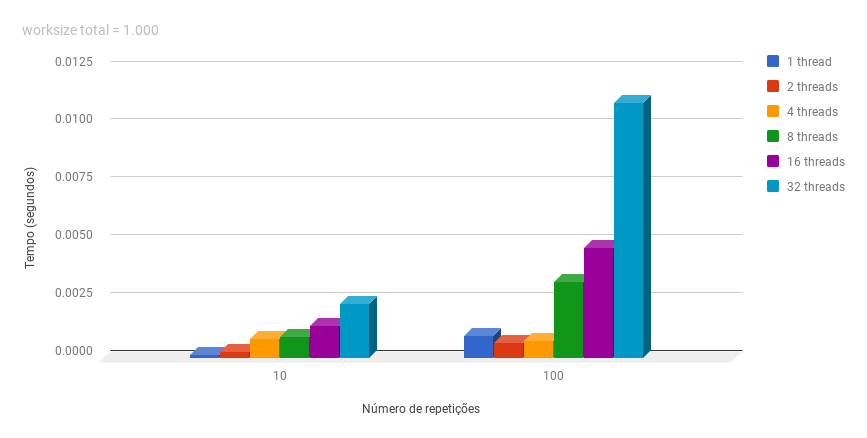 worksize total = 1.000
0.0125
0.0100
0.0075
0.0050
0.0025
0.0000
Tempo (segundos)
10
100
Número de repetições
1 thread
2 threads
4 threads
8 threads
16 threads
32 threads